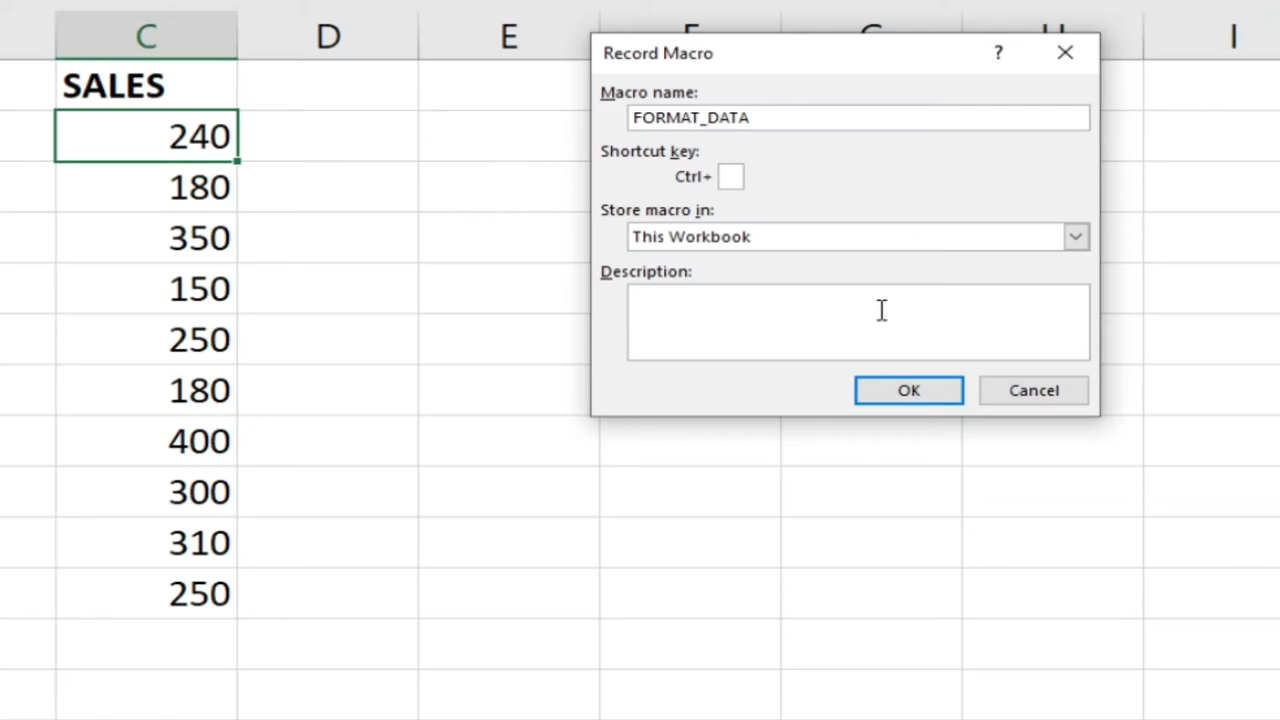 C D E F G H I
SALES
240
180
350
150
250
180
400
300
310
250
Record Macro ?
Macro name:
FORMAT_DATA
Shortcut key:
Ctrl+
Store macro in:
This Workbook
Description:
OK Cancel